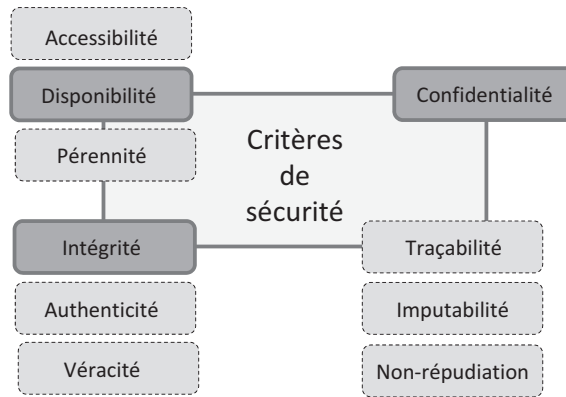 Accessibilité
Disponibilité
Confidentialité
Pérennité
Critères
de
sécurité
Intégrité
Traçabilité
Authenticité
Imputabilité
Véracité
Non-répudiation